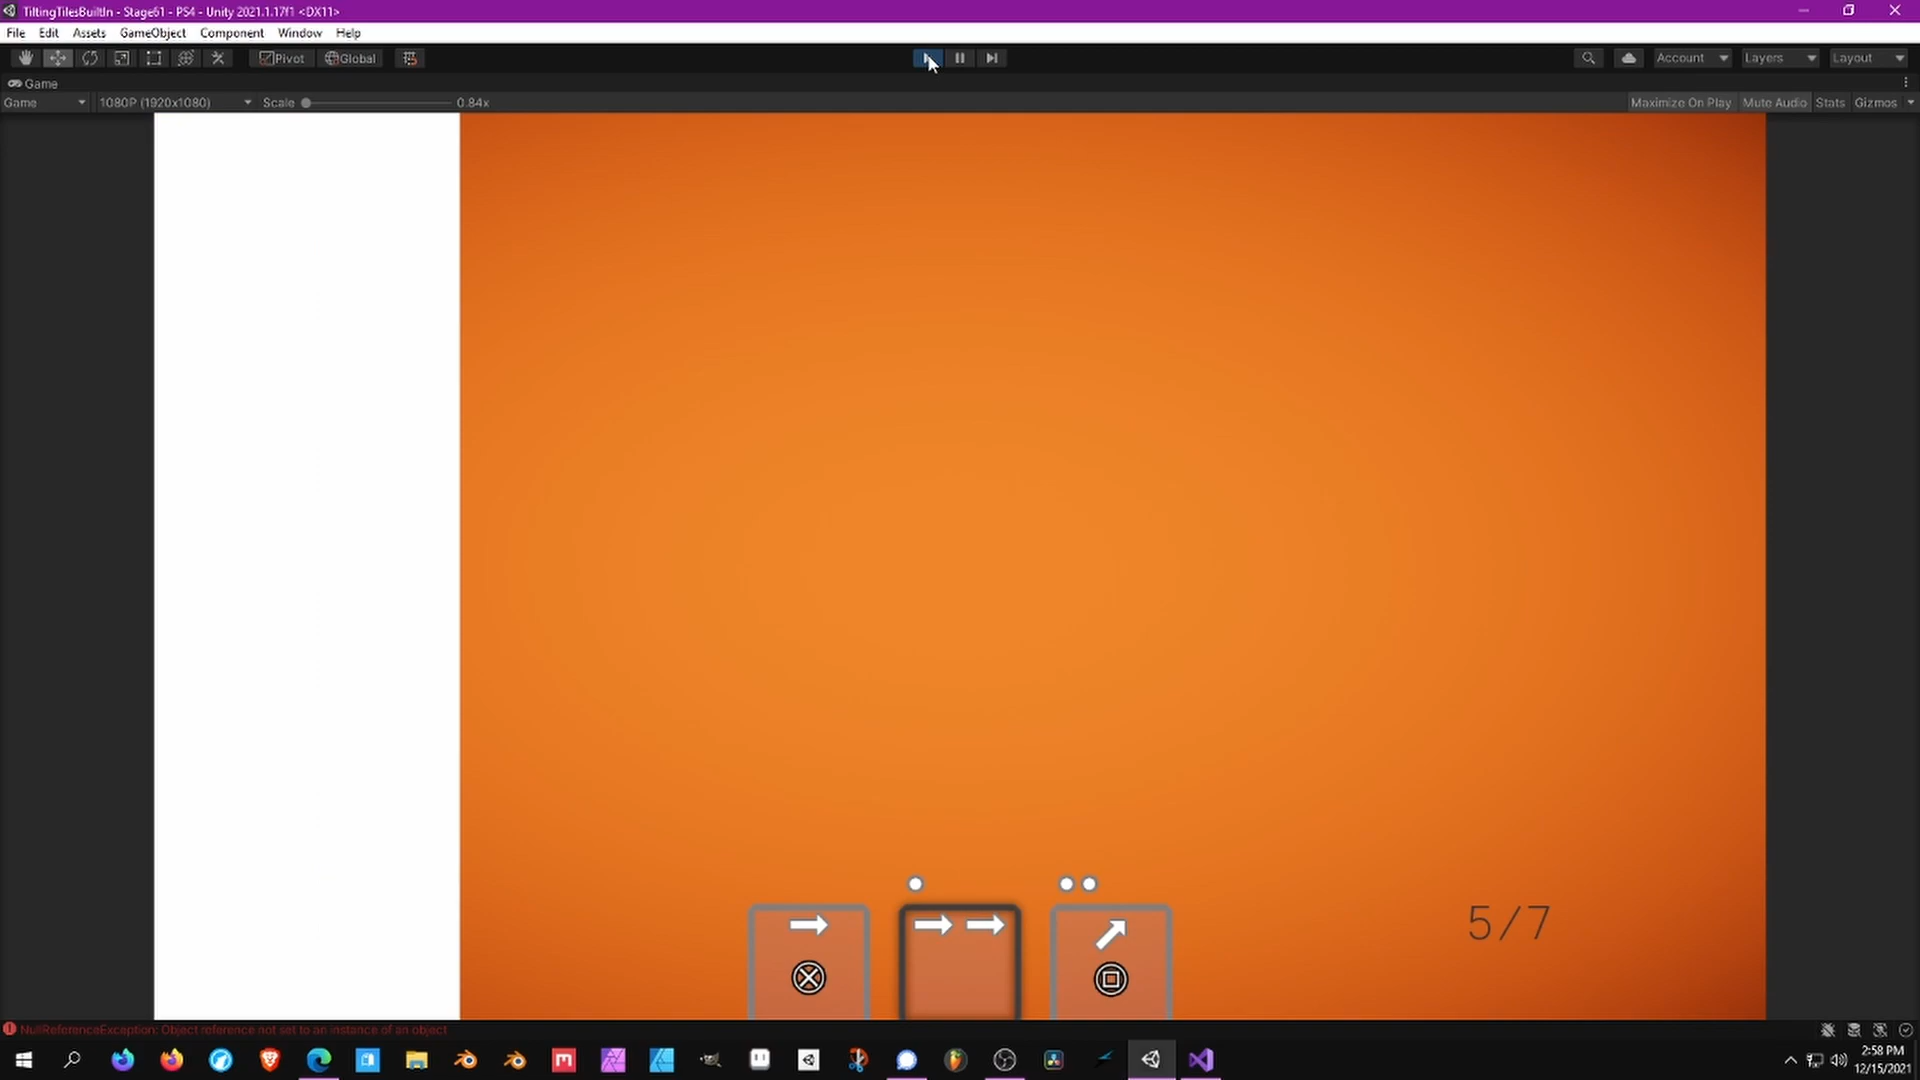 TiltingTilesBuiltIn - Stage61 - PS4 - Unity 2021.1.17f1 <DX11>
File Edit Assets GameObject Component Window Help
Pivot Global Account Layers Layout
Game
Game 1080P (1920x1080) Scale 0.84x Maximize On Play Mute Audio Stats Gizmos
5/7
NullReferenceException: Object reference not set to an instance of an object
2:58 PM
12/15/2021